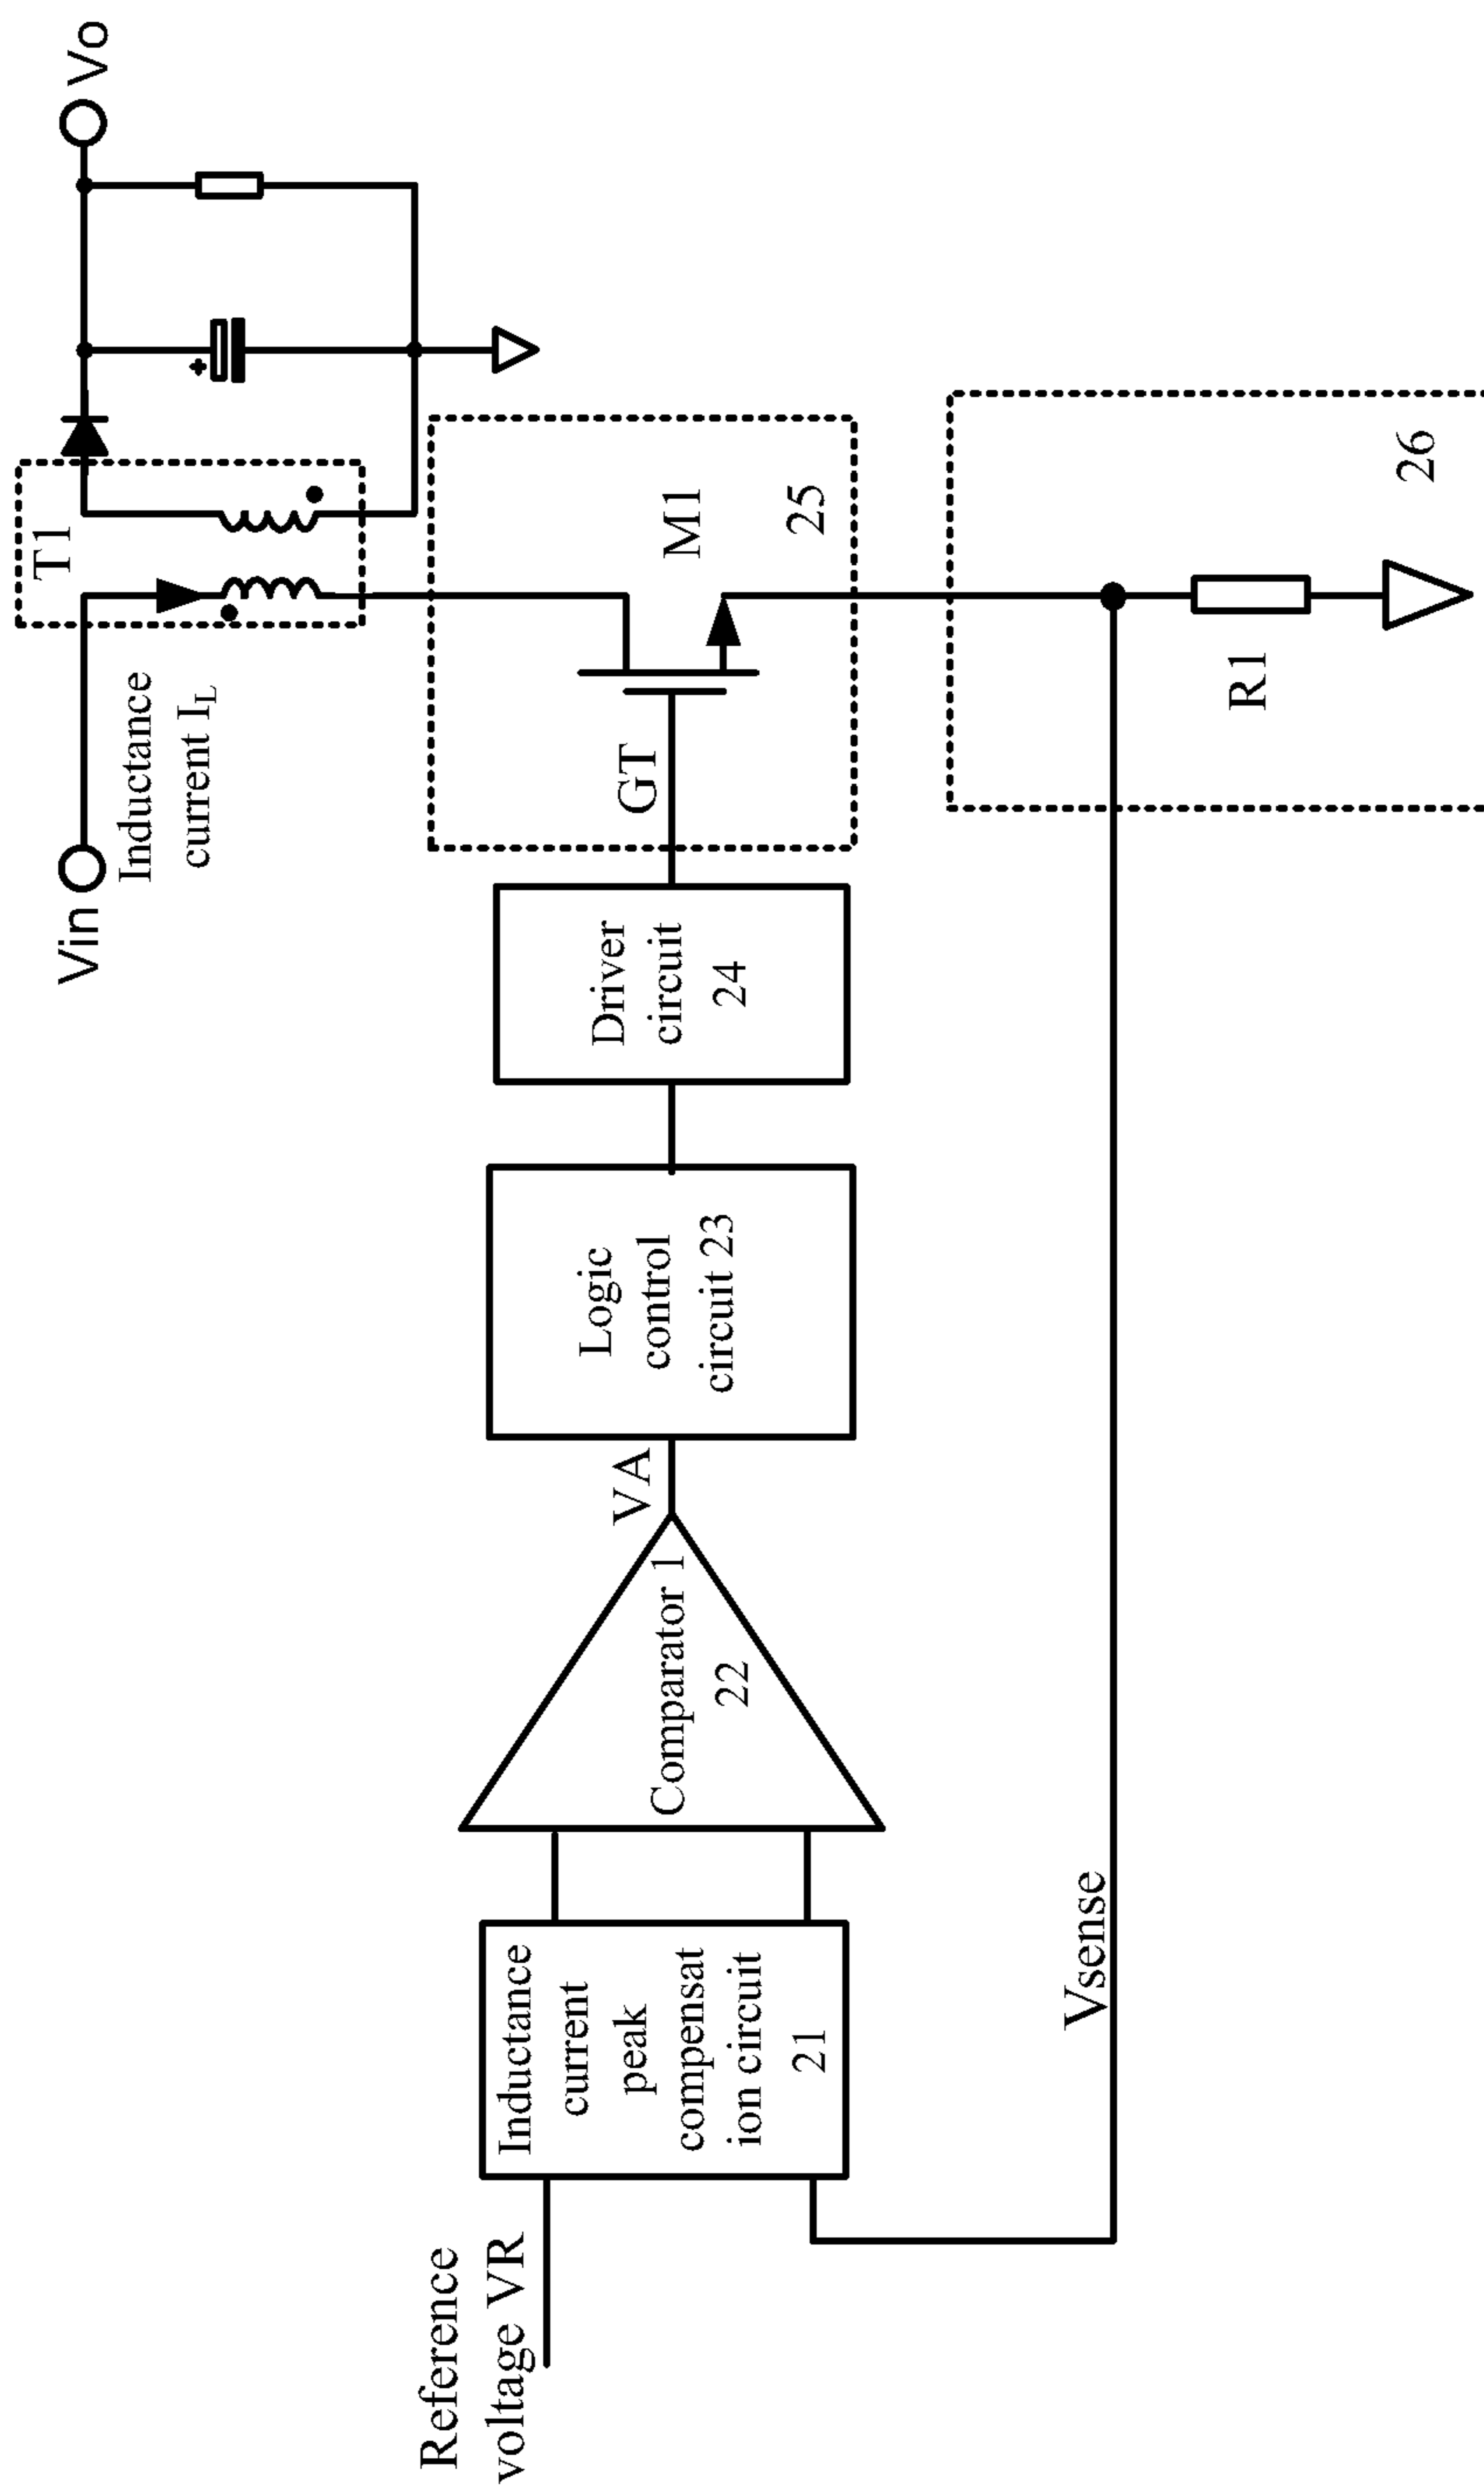 Reference
voltage VR
Inductance
current
peak
compensat
ion circuit
21
Vsense
Comparator 1
22
VA
Logic
control
circuit 23
Driver
circuit
24
GT
M1
25
Vin
Inductance
current I_L
T1
Vo
+
R1
26